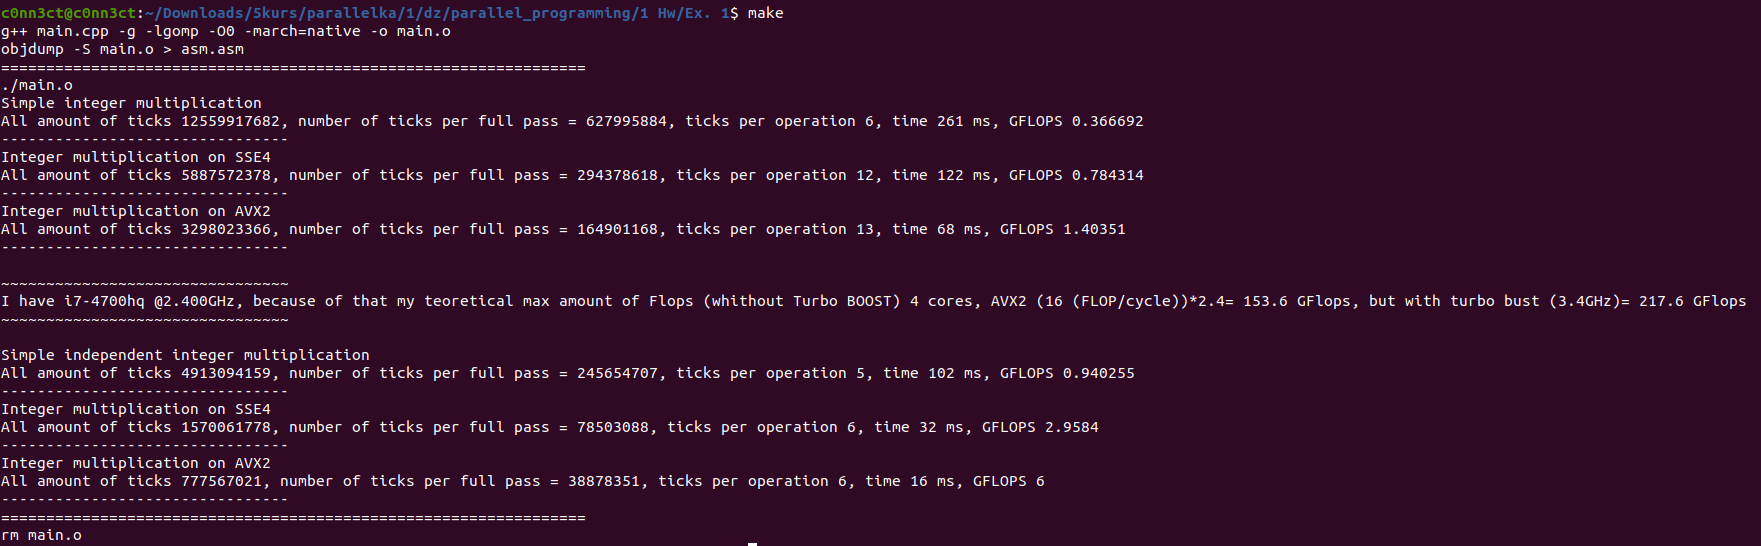 c0nn3ct@c0nn3ct:~/Downloads/5kurs/parallelka/1/dz/parallel_programming/1 Hw/Ex. 1$ make
g++ main.cpp -g -lgomp -O0 -march=native -o main.o
objdump -S main.o > asm.asm
=================================================================
./main.o
Simple integer multiplication
All amount of ticks 12559917682, number of ticks per full pass = 627995884, ticks per operation 6, time 261 ms, GFLOPS 0.366692
--------------------------------
Integer multiplication on SSE4
All amount of ticks 5887572378, number of ticks per full pass = 294378618, ticks per operation 12, time 122 ms, GFLOPS 0.784314
--------------------------------
Integer multiplication on AVX2
All amount of ticks 3298023366, number of ticks per full pass = 164901168, ticks per operation 13, time 68 ms, GFLOPS 1.40351
--------------------------------
~~~~~~~~~~~~~~~~~~~~~~~~~~~~~~~~
I have i7-4700hq @2.400GHz, because of that my teoretical max amount of Flops (whithout Turbo BOOST) 4 cores, AVX2 (16 (FLOP/cycle))*2.4= 153.6 GFlops, but with turbo bust (3.4GHz)= 217.6 GFlops
~~~~~~~~~~~~~~~~~~~~~~~~~~~~~~~~
Simple independent integer multiplication
All amount of ticks 4913094159, number of ticks per full pass = 245654707, ticks per operation 5, time 102 ms, GFLOPS 0.940255
--------------------------------
Integer multiplication on SSE4
All amount of ticks 1570061778, number of ticks per full pass = 78503088, ticks per operation 6, time 32 ms, GFLOPS 2.9584
--------------------------------
Integer multiplication on AVX2
All amount of ticks 777567021, number of ticks per full pass = 38878351, ticks per operation 6, time 16 ms, GFLOPS 6
--------------------------------
=================================================================
rm main.o